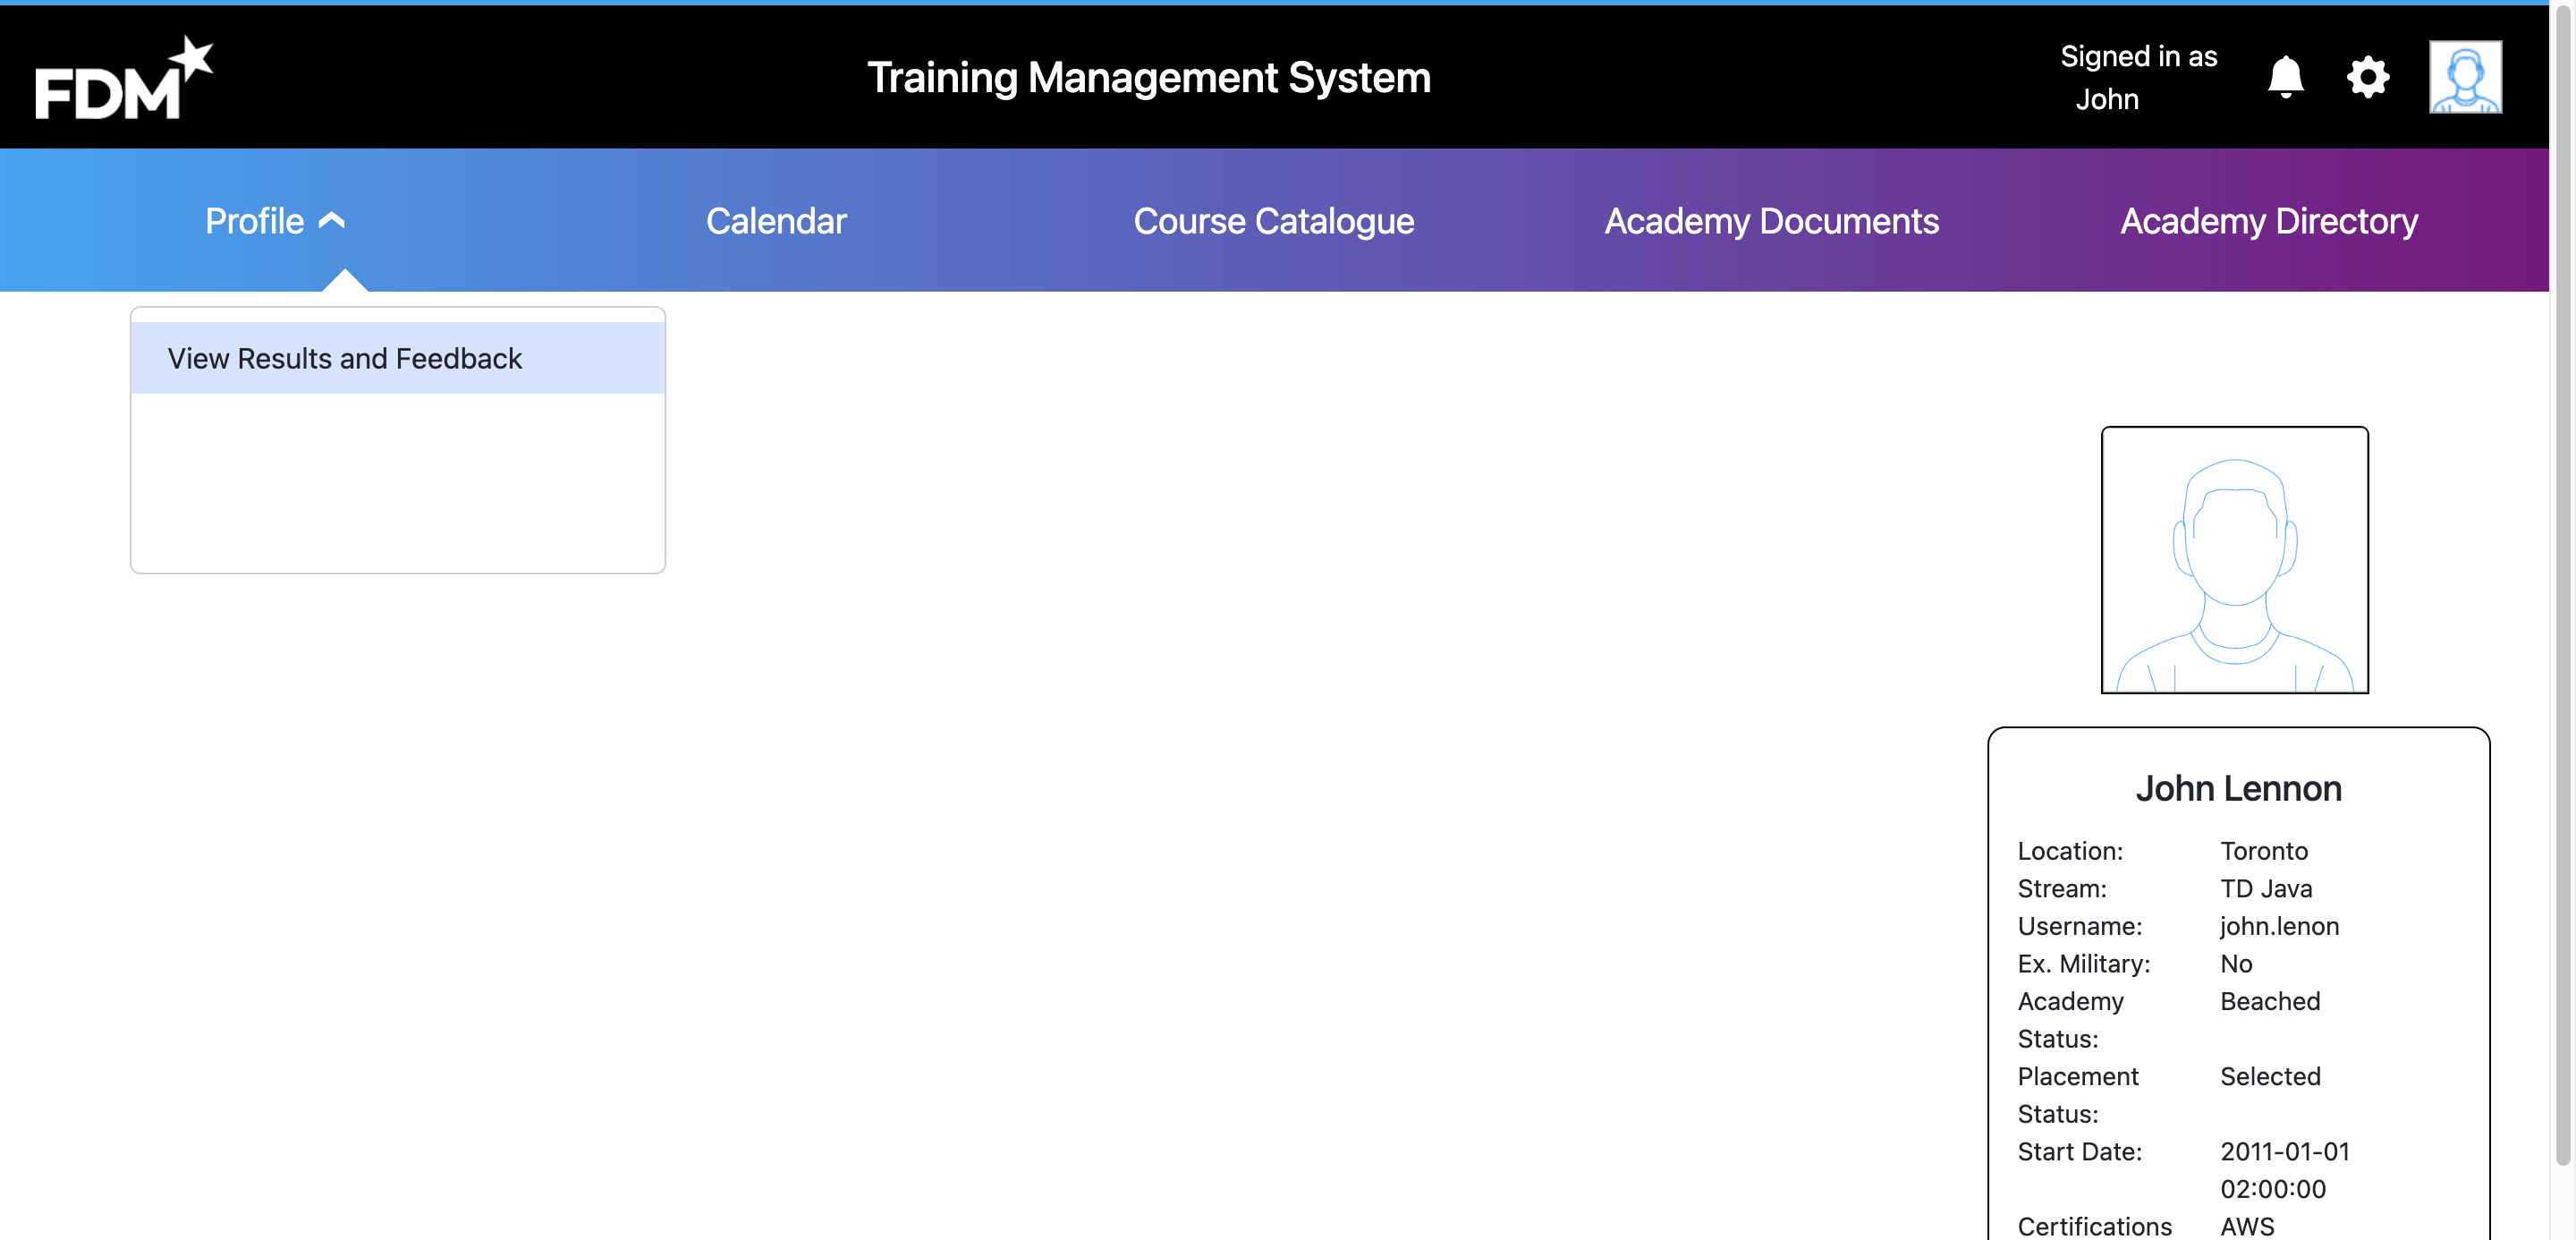 FDM
Training Management System
Signed in as
John
Profile
Calendar
Course Catalogue
Academy Documents
Academy Directory
View Results and Feedback
John Lennon
Location: Toronto
Stream: TD Java
Username: john.lenon
Ex. Military: No
Academy Beached
Status:
Placement Selected
Status:
Start Date: 2011-01-01
02:00:00
Certifications AWS